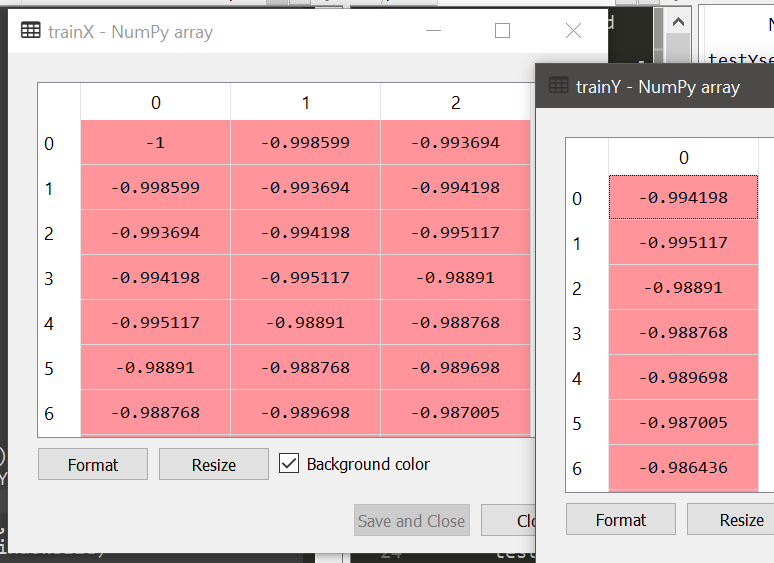 trainX - NumPy array
0 1 2
0 -1 -0.998599 -0.993694
1 -0.998599 -0.993694 -0.994198
2 -0.993694 -0.994198 -0.995117
3 -0.994198 -0.995117 -0.98891
4 -0.995117 -0.98891 -0.988768
5 -0.98891 -0.988768 -0.989698
6 -0.988768 -0.989698 -0.987005
Format Resize Background color
Save and Close Clo
trainY - NumPy array
0
0 -0.994198
1 -0.995117
2 -0.98891
3 -0.988768
4 -0.989698
5 -0.987005
6 -0.986436
Format Resize
N
testYse
24 test